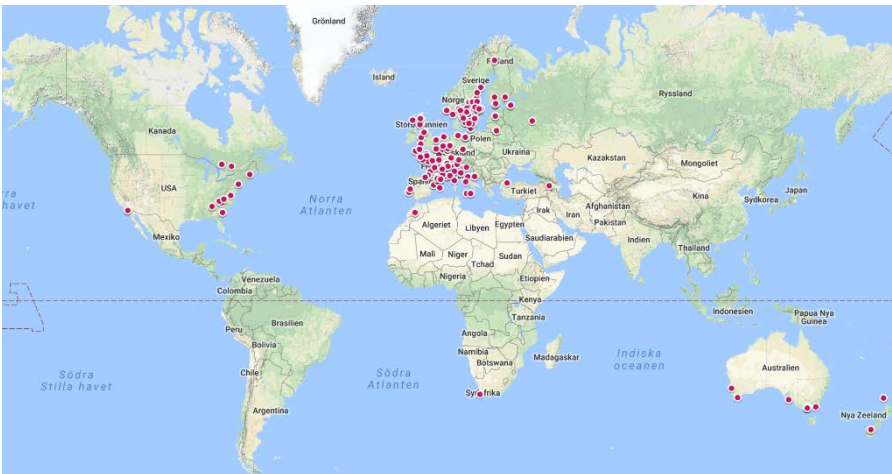 Grönland
Island
Finland
Sverige
Norge
Ryssland
Kanada
Polen
Ukraina
Kazakstan
Mongoliet
USA
Norra
Atlanten
Turkiet
Kina
Japan
Sydkorea
havet
Afghanistan
Irak
Iran
Pakistan
Mexiko
Algeriet
Libyen
Egypten
Saudiarabien
Indien
Mali
Niger
Tchad
Sudan
Thailand
Venezuela
Colombia
Nigeria
Etiopien
Kenya
Indonesien
Papua Nya
Guinea
Peru
Brasilien
Tanzania
Angola
Bolivia
Namibia
Botswana
Madagaskar
Indiska
oceanen
Södra
Stilla havet
Chile
Södra
Atlanten
Australien
Sydafrika
Argentina
Nya Zeeland